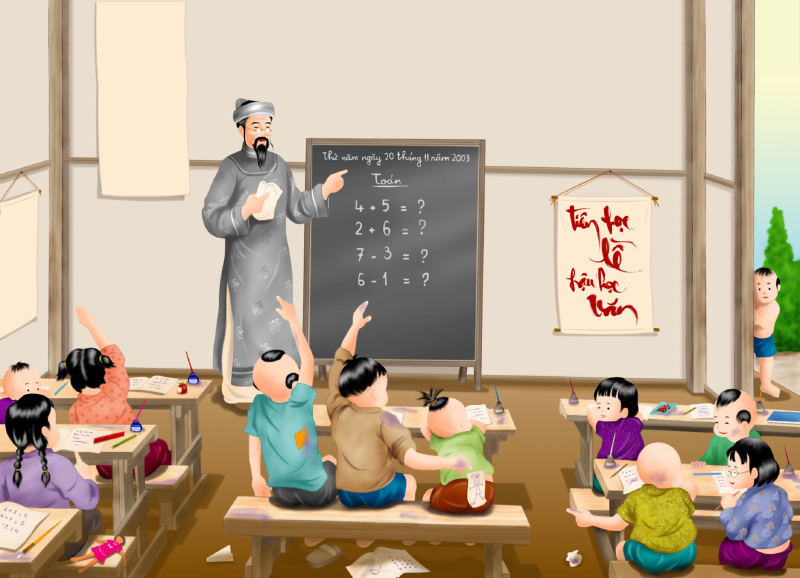 Thứ năm ngày 20 tháng 11 năm 2003
Toán
4 + 5 = ?
2 + 6 = ?
7 - 3 = ?
6 - 1 = ?
tiên học
lễ
hậu học
văn